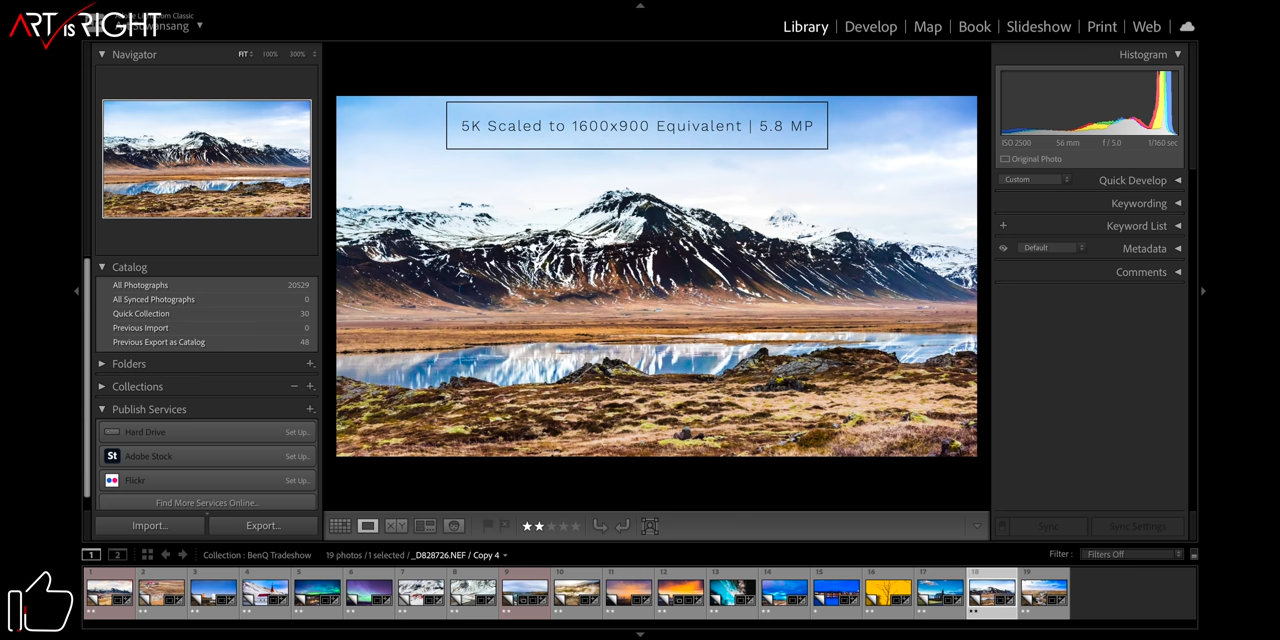 ART is RIGHT
Library | Develop | Map | Book | Slideshow | Print | Web
Navigator FIT 100% 300%
Histogram
5K Scaled to 1600x900 Equivalent | 5.8 MP
ISO 2500 56 mm f / 5.0 1/160 sec
Original Photo
Custom Quick Develop
Keywording
Keyword List
Default Metadata
Comments
Catalog
All Photographs 20529
All Synced Photographs 0
Quick Collection 30
Previous Import 0
Previous Export as Catalog 48
Folders
Collections
Publish Services
Hard Drive Set Up...
St Adobe Stock Set Up...
Flickr Set Up...
Find More Services Online...
Import... Export...
X Y
Sync Sync Settings
1 2 Collection : BenQ Tradeshow 19 photos / 1 selected / _D828726.NEF / Copy 4
Filter : Filters Off
1 2 3 4 5 6 7 8 9 10 11 12 13 14 15 16 17 18 19